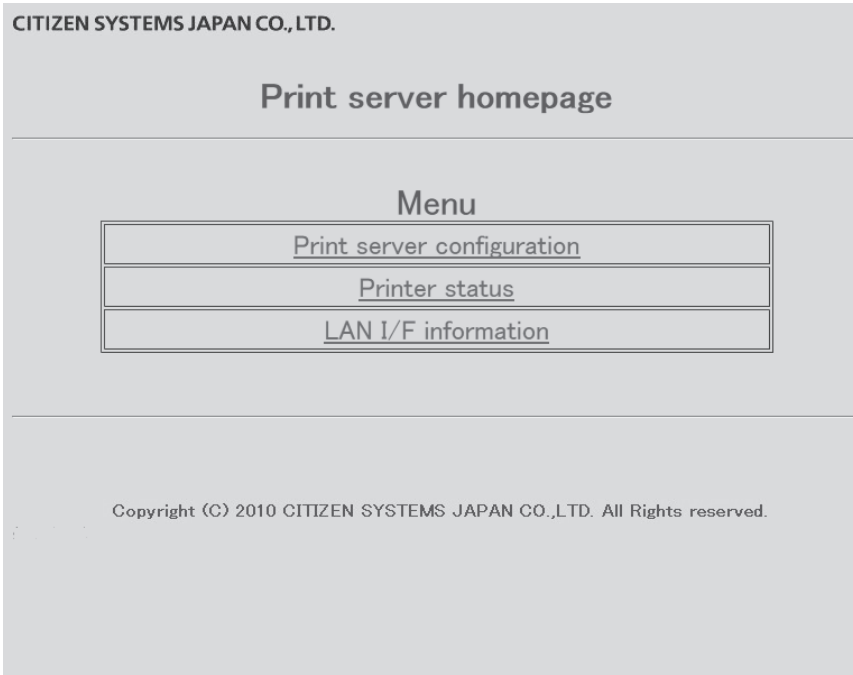 CITIZEN SYSTEMS JAPAN CO., LTD.
Print server homepage
Menu
Print server configuration
Printer status
LAN I/F information
Copyright (C) 2010 CITIZEN SYSTEMS JAPAN CO.,LTD. All Rights reserved.